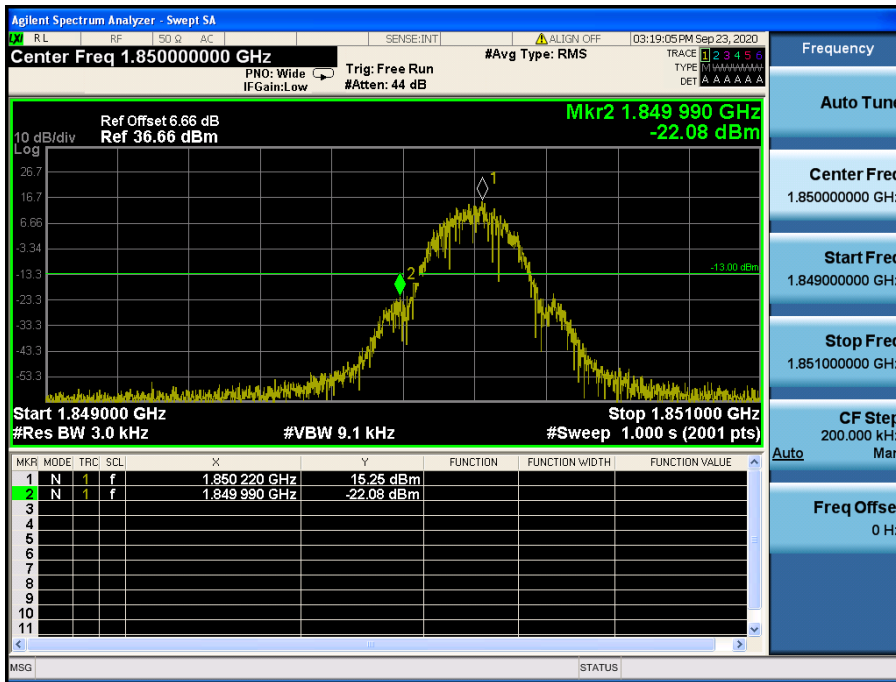 Agilent Spectrum Analyzer - Swept SA
LXI RL RF 50 Ω AC SENSE:INT ALIGN OFF 03:19:05 PM Sep 23, 2020
Center Freq 1.850000000 GHz
PNO: Wide
IFGain:Low
Trig: Free Run
#Atten: 44 dB
#Avg Type: RMS
TRACE 1 2 3 4 5 6
TYPE M WWWWW
DET A A A A A A
Mkr2 1.849 990 GHz
-22.08 dBm
Ref Offset 6.66 dB
10 dB/div Ref 36.66 dBm
Log
26.7
16.7
6.66
-3.34
-13.3
-23.3
-33.3
-43.3
-53.3
1
2
-13.00 dBm
Start 1.849000 GHz Stop 1.851000 GHz
#Res BW 3.0 kHz #VBW 9.1 kHz #Sweep 1.000 s (2001 pts)
MKR MODE TRC SCL X Y FUNCTION FUNCTION WIDTH FUNCTION VALUE
1 N 1 f 1.850 220 GHz 15.25 dBm
2 N 1 f 1.849 990 GHz -22.08 dBm
3
4
5
6
7
8
9
10
11
MSG STATUS
Frequency
Auto Tune
Center Freq
1.850000000 GHz
Start Freq
1.849000000 GHz
Stop Freq
1.851000000 GHz
CF Step
200.000 kHz
Auto Man
Freq Offset
0 Hz